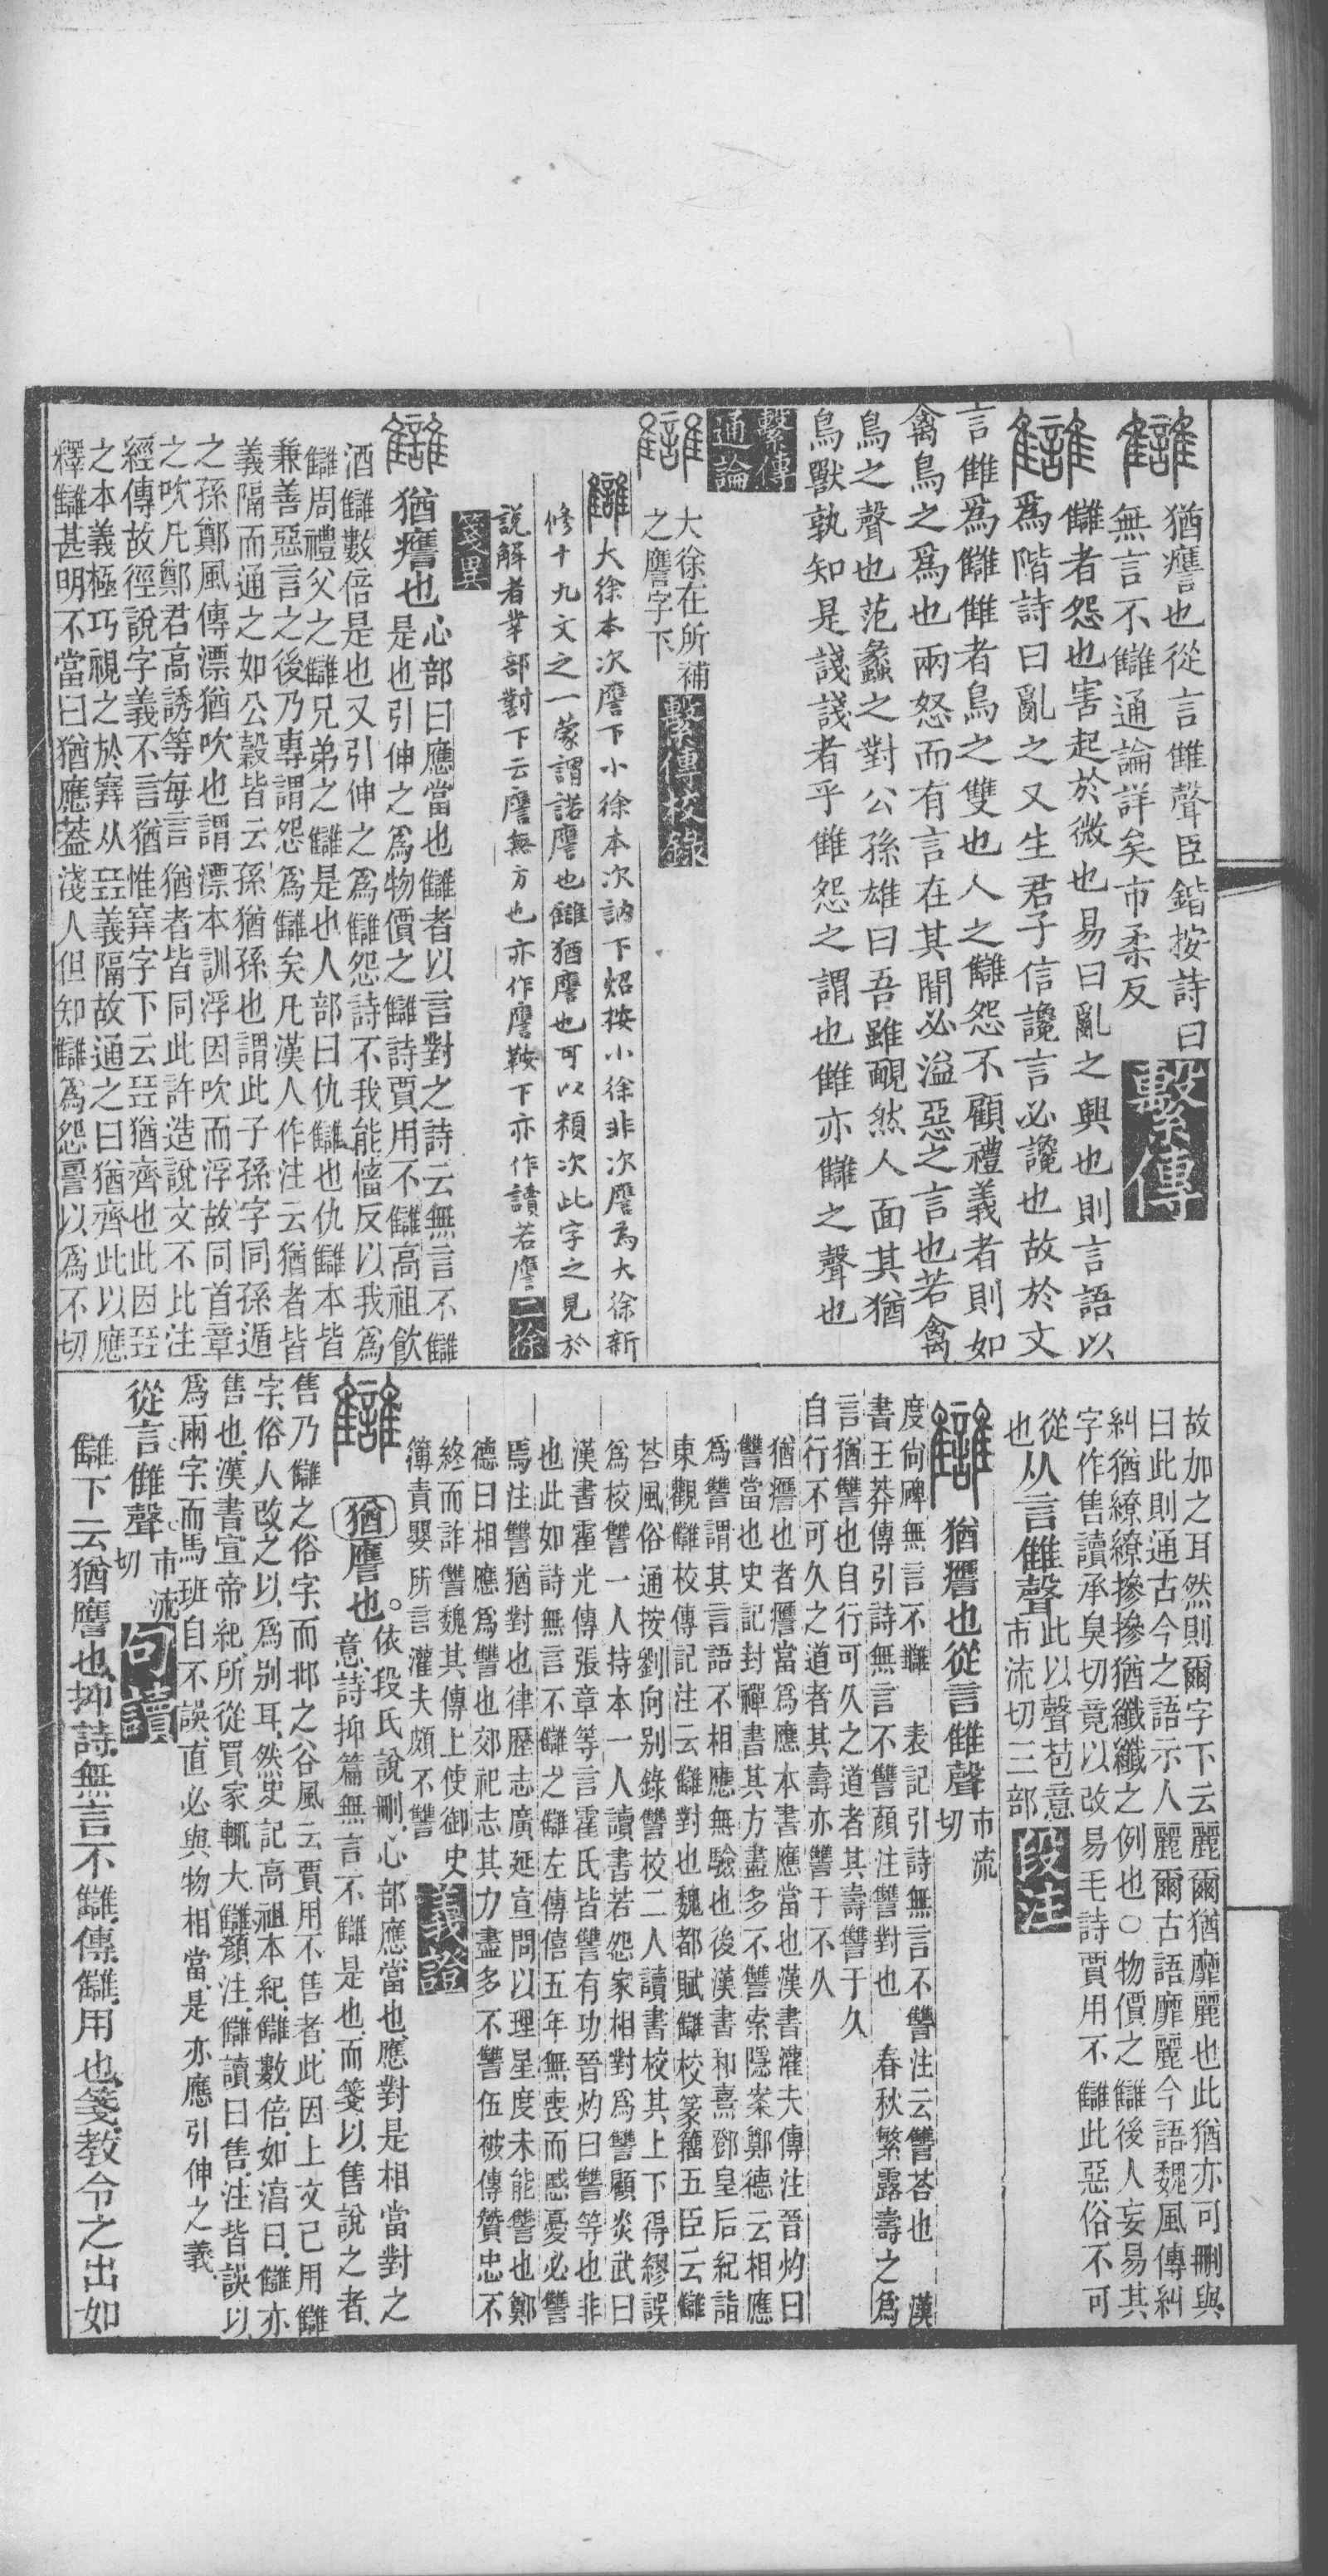 讎 猶譍也從言雔聲臣鍇按詩曰
無言不讎通論詳矣市柔反 繫傳
讎 讎者怨也害起於微也易曰亂之興也則言語以
爲階詩曰亂之又生君子信讒言必讒也故於文
言雔爲讎雔者鳥之雙也人之讎怨不顧禮義者則如
禽鳥之爲也兩怒而有言在其閒必溢惡之言也若禽
鳥之聲也范蠡之對公孫雄曰吾雖靦然人面其猶
鳥獸孰知是諓諓者乎雔怨之謂也雔亦讎之聲也
繫傳
通論
讎 大徐在所補
之譍字下 繫傳校錄
讎 大徐本次譍下小徐本次訥下炤按小徐非次譍爲大徐新
修十九文之一蒙謂諾譍也讎猶譍也可以類次此字之見於
說解者丵部對下云譍無方也亦作譍䩞下亦作讀若譍 二徐
箋異
讎 猶譍也心部曰應當也讎者以言對之詩云無言不讎
是也引伸之爲物價之讎詩賈用不讎高祖飮
酒讎數倍是也又引伸之爲讎怨詩不我能慉反以我爲
讎周禮父之讎兄弟之讎是也人部曰仇讎也仇讎本皆
兼善惡言之後乃專謂怨爲讎矣凡漢人作注云猶者皆
義隔而通之如公穀皆云孫猶孫也謂此子孫字同孫遁
之孫鄭風傳漂猶吹也謂漂本訓浮因吹而浮故同首章
之吹凡鄭君高誘等每言猶者皆同此許造說文不比注
經傳故徑說字義不言猶惟㝶字下云㠭猶齊也此因㠭
之本義極巧視之於㝶从㠭義隔故通之曰猶齊此以應
釋讎甚明不當曰猶應葢淺人但知讎爲怨詈以爲不切
故加之耳然則爾字下云麗爾猶靡麗也此猶亦可刪與
曰此則通古今之語示人麗爾古語靡麗今語魏風傳糾
糾猶繚繚摻摻猶纖纖之例也○物價之讎後人妄易其
字作售讀承臭切竟以改易毛詩賈用不讎此惡俗不可
從 从言雔聲 此以聲苞意
也 市流切三部 段注
讎 猶譍也從言雔聲 市流
切
度尙碑無言不讎 表記引詩無言不讐注云讐荅也 漢
書王莽傳引詩無言不讐顏注讐對也 春秋繁露壽之爲
言猶讐也自行可久之道者其壽讐于久
自行不可久之道者其壽亦讐于不久
猶譍也者譍當爲應本書應當也漢書灌夫傳注晉灼曰
讐當也史記封禪書其方盡多不讐索隱案鄭德云相應
爲讐謂其言語不相應無驗也後漢書和熹鄧皇后紀詣
東觀讎校傳記注云讎對也魏都賦讎校篆籀五臣云讎
荅風俗通按劉向别錄讐校二人讀書校其上下得繆誤
爲校讐一人持本一人讀書若怨家相對爲讐顧炎武曰
漢書霍光傳張章等言霍氏皆讐有功晉灼曰讐等也非
也此如詩無言不讎之讎左傳僖五年無喪而慼憂必讐
焉注讐猶對也律歷志廣延宣問以理星度未能讐也鄭
德曰相應爲讐也郊祀志其力盡多不讐伍被傳贊忠不
終而詐讐魏其傳上使御史
簿責嬰所言灌夫頗不讐 義證
讎 猶譍也。依段氏說刪心部應當也應對是相當對之
意詩抑篇無言不讎是也而箋以售說之者
售乃讎之俗字而邶之谷風云賈用不售者此因上文已用讎
字俗人改之以爲别耳然史記高祖本紀讎數倍如淳曰讎亦
售也漢書宣帝紀所從買家輒大讎顏注讎讀曰售注皆誤以
爲兩字而馬班自不誤直必與物相當是亦應引伸之義
從言雔聲 市流
切 句讀
讎下云猶譍也抑詩無言不讎傳讎用也箋教令之出如